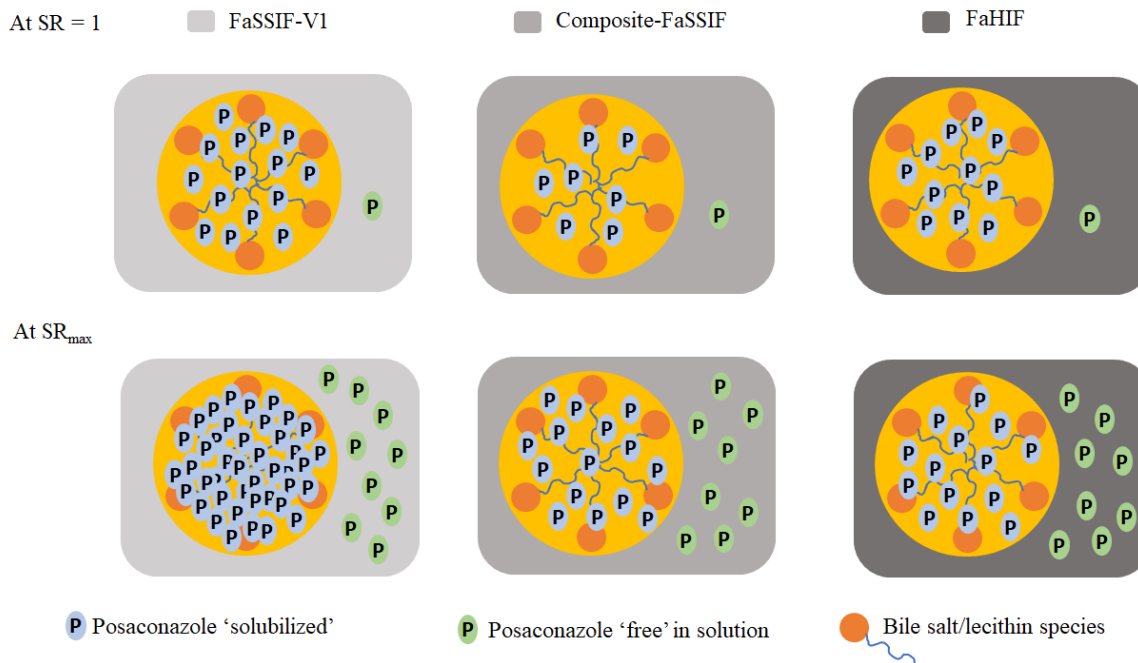 At SR = 1
FaSSIF-V1
Composite-FaSSIF
FaHIF
P P P P P P P P P P P P P P P P P
P P P P P P P P P
P P P P P P P P P P P P P P
At SRmax
Posaconazole ‘solubilized’
Posaconazole ‘free’ in solution
Bile salt/lecithin species